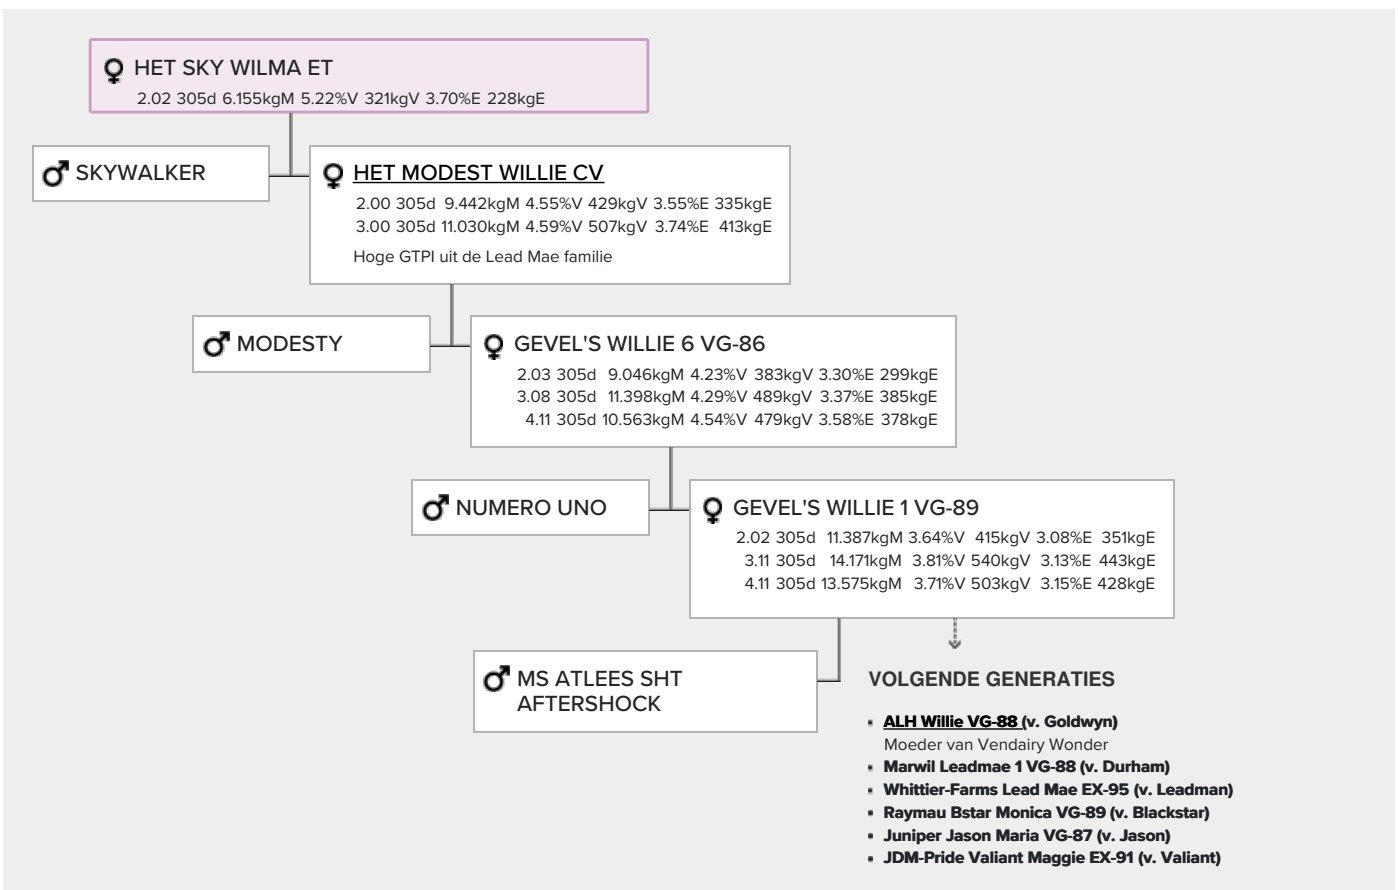 HET SKY WILMA ET
2.02 305d 6.155kgM 5.22%V 321kgV 3.70%E 228kgE
SKYWALKER
HET MODEST WILLIE CV
2.00 305d 9.442kgM 4.55%V 429kgV 3.55%E 335kgE
3.00 305d 11.030kgM 4.59%V 507kgV 3.74%E 413kgE
Hoge GTPI uit de Lead Mae familie
MODESTY
GEVEL'S WILLIE 6 VG-86
2.03 305d 9.046kgM 4.23%V 383kgV 3.30%E 299kgE
3.08 305d 11.398kgM 4.29%V 489kgV 3.37%E 385kgE
4.11 305d 10.563kgM 4.54%V 479kgV 3.58%E 378kgE
NUMERO UNO
GEVEL'S WILLIE 1 VG-89
2.02 305d 11.387kgM 3.64%V 415kgV 3.08%E 351kgE
3.11 305d 14.171kgM 3.81%V 540kgV 3.13%E 443kgE
4.11 305d 13.575kgM 3.71%V 503kgV 3.15%E 428kgE
MS ATLEES SHT
AFTERSHOCK
VOLGENDE GENERATIES
▪ ALH Willie VG-88 (v. Goldwyn)
Moeder van Vendairy Wonder
▪ Marwil Leadmae 1 VG-88 (v. Durham)
▪ Whittier-Farms Lead Mae EX-95 (v. Leadman)
▪ Raymau Bstar Monica VG-89 (v. Blackstar)
▪ Juniper Jason Maria VG-87 (v. Jason)
▪ JDM-Pride Valiant Maggie EX-91 (v. Valiant)